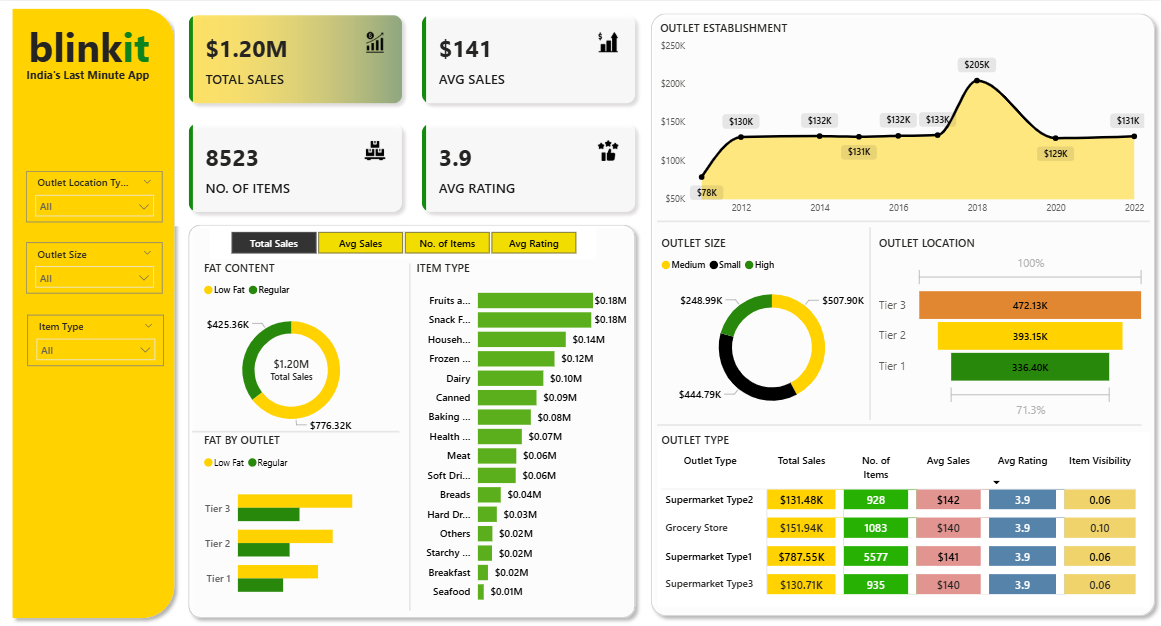 blinkit
India's Last Minute App
Outlet Location Ty...
All
Outlet Size
All
Item Type
All
$1.20M
TOTAL SALES
$141
AVG SALES
8523
NO. OF ITEMS
3.9
AVG RATING
Total Sales
Avg Sales
No. of Items
Avg Rating
FAT CONTENT
Low Fat
Regular
$425.36K
$1.20M
Total Sales
$776.32K
FAT BY OUTLET
Low Fat
Regular
Tier 3
Tier 2
Tier 1
ITEM TYPE
Fruits a... $0.18M
Snack F... $0.18M
Househ... $0.14M
Frozen ... $0.12M
Dairy $0.10M
Canned $0.09M
Baking ... $0.08M
Health ... $0.07M
Meat $0.06M
Soft Dri... $0.06M
Breads $0.04M
Hard Dr... $0.03M
Others $0.02M
Starchy ... $0.02M
Breakfast $0.02M
Seafood $0.01M
OUTLET ESTABLISHMENT
$250K
$200K
$150K
$100K
$50K
$78K
$130K
$132K
$131K
$132K
$133K
$205K
$129K
$131K
2012 2014 2016 2018 2020 2022
OUTLET SIZE
Medium Small High
$248.99K
$507.90K
$444.79K
OUTLET LOCATION
100%
Tier 3 472.13K
Tier 2 393.15K
Tier 1 336.40K
71.3%
OUTLET TYPE
Outlet Type Total Sales No. of Items Avg Sales Avg Rating Item Visibility
Supermarket Type2 $131.48K 928 $142 3.9 0.06
Grocery Store $151.94K 1083 $140 3.9 0.10
Supermarket Type1 $787.55K 5577 $141 3.9 0.06
Supermarket Type3 $130.71K 935 $140 3.9 0.06